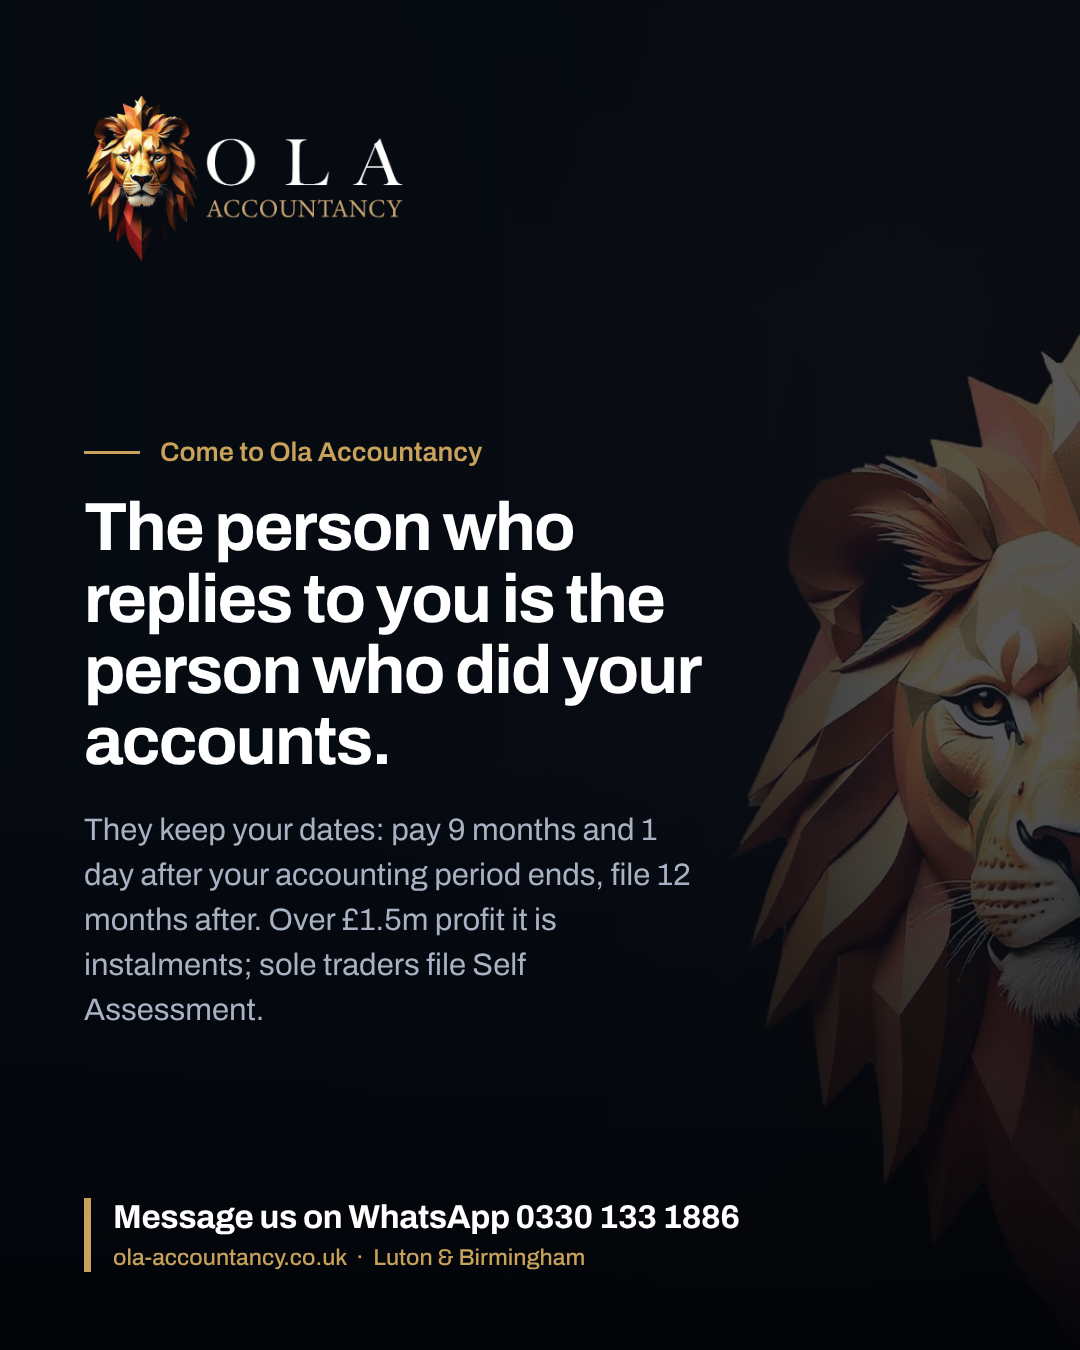 OLA
ACCOUNTANCY
Come to Ola Accountancy
The person who
replies to you is the
person who did your
accounts.
They keep your dates: pay 9 months and 1
day after your accounting period ends, file 12
months after. Over £1.5m profit it is
instalments; sole traders file Self
Assessment.
Message us on WhatsApp 0330 133 1886
ola-accountancy.co.uk · Luton & Birmingham